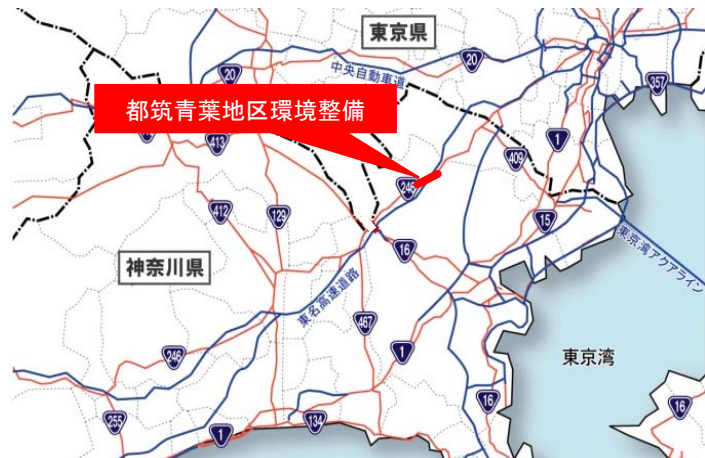 東京県
20
357
中央自動車道
20
都筑青葉地区環境整備
413
1
409
246
412
129
15
16
東京湾アクアライン
神奈川県
東名高速道路
467
246
1
東京湾
16
16
255
1
134